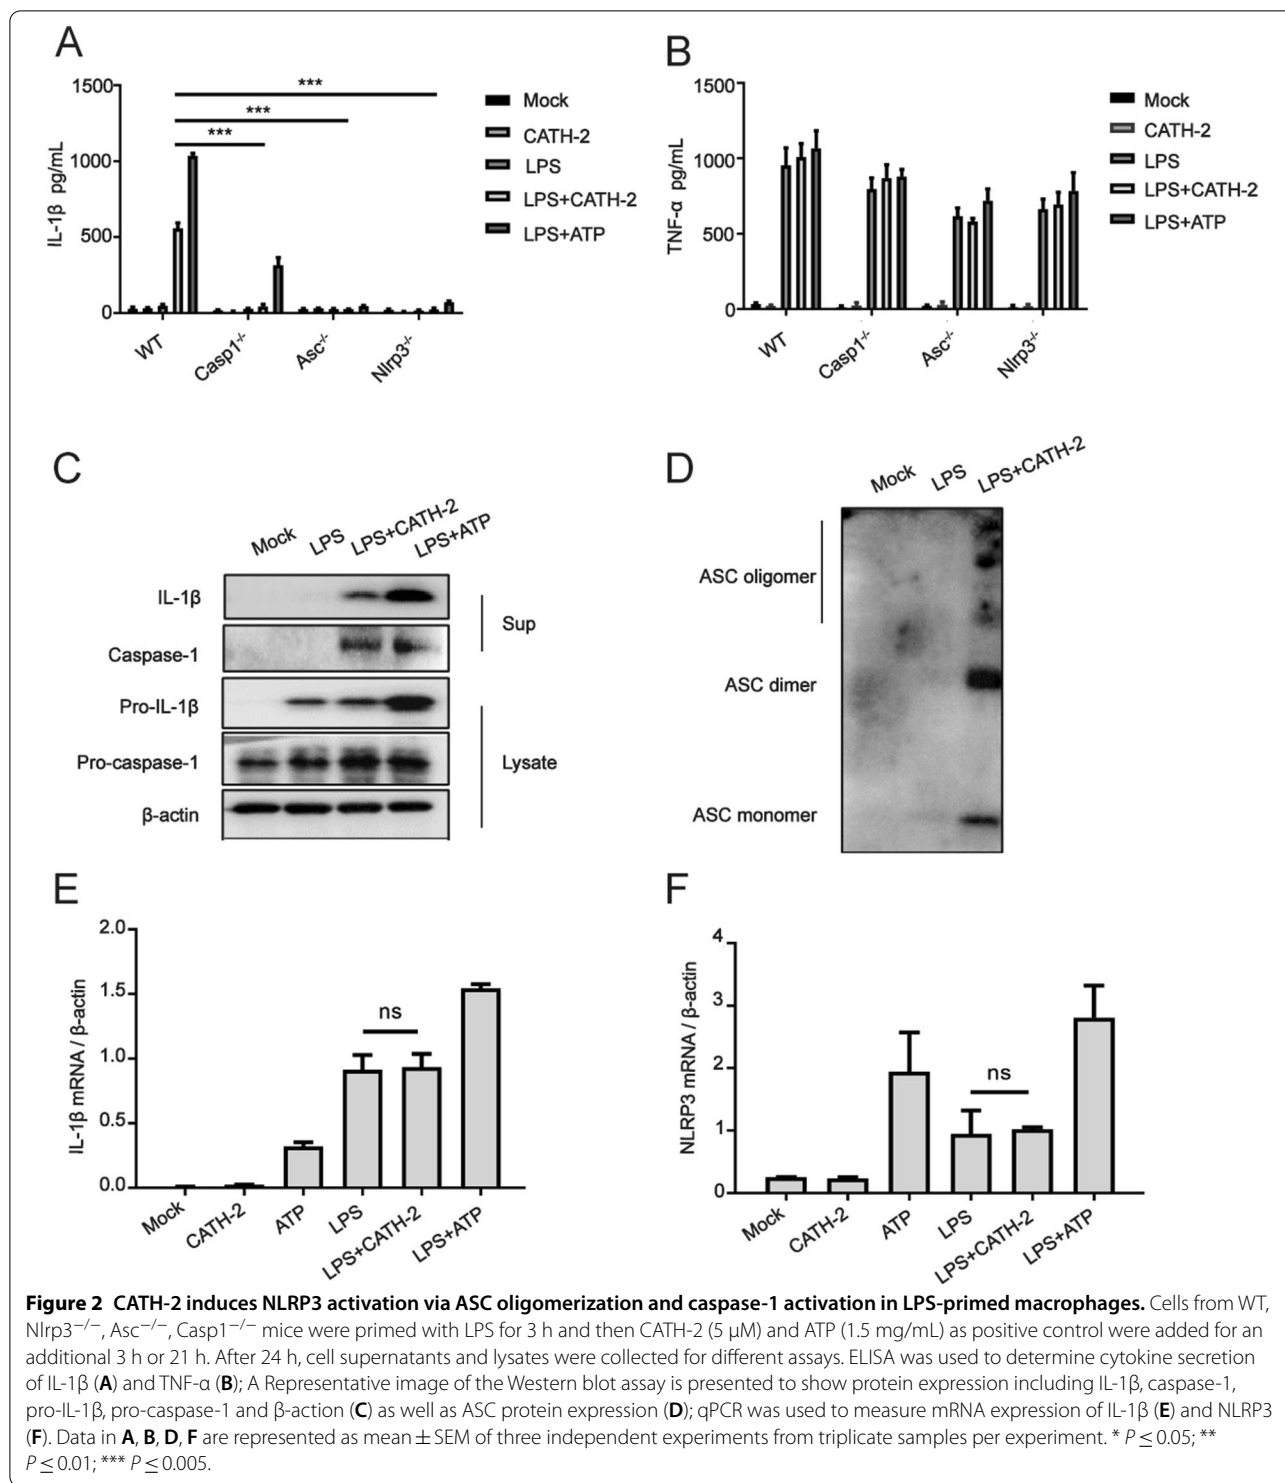 A
1500
1000
500
0
IL-1β pg/mL
***
***
***
Mock
CATH-2
LPS
LPS+CATH-2
LPS+ATP
WT
Casp1-/-
Asc-/-
Nlrp3-/-
B
1500
1000
500
0
TNF-α pg/mL
Mock
CATH-2
LPS
LPS+CATH-2
LPS+ATP
WT
Casp1-/-
Asc-/-
Nlrp3-/-
C
Mock
LPS
LPS+CATH-2
LPS+ATP
IL-1β
Caspase-1
Pro-IL-1β
Pro-caspase-1
β-actin
Sup
Lysate
D
Mock
LPS
LPS+CATH-2
ASC oligomer
ASC dimer
ASC monomer
E
2.0
1.5
1.0
0.5
0.0
IL-1β mRNA / β-actin
ns
Mock
CATH-2
ATP
LPS
LPS+CATH-2
LPS+ATP
F
4
3
2
1
0
NLRP3 mRNA / β-actin
ns
Mock
CATH-2
ATP
LPS
LPS+CATH-2
LPS+ATP
Figure 2 CATH-2 induces NLRP3 activation via ASC oligomerization and caspase-1 activation in LPS-primed macrophages. Cells from WT,
Nlrp3−/−, Asc−/−, Casp1−/− mice were primed with LPS for 3 h and then CATH-2 (5 μM) and ATP (1.5 mg/mL) as positive control were added for an
additional 3 h or 21 h. After 24 h, cell supernatants and lysates were collected for different assays. ELISA was used to determine cytokine secretion
of IL-1β (A) and TNF-α (B); A Representative image of the Western blot assay is presented to show protein expression including IL-1β, caspase-1,
pro-IL-1β, pro-caspase-1 and β-action (C) as well as ASC protein expression (D); qPCR was used to measure mRNA expression of IL-1β (E) and NLRP3
(F). Data in A, B, D, F are represented as mean ± SEM of three independent experiments from triplicate samples per experiment. * P ≤ 0.05; **
P ≤ 0.01; *** P ≤ 0.005.